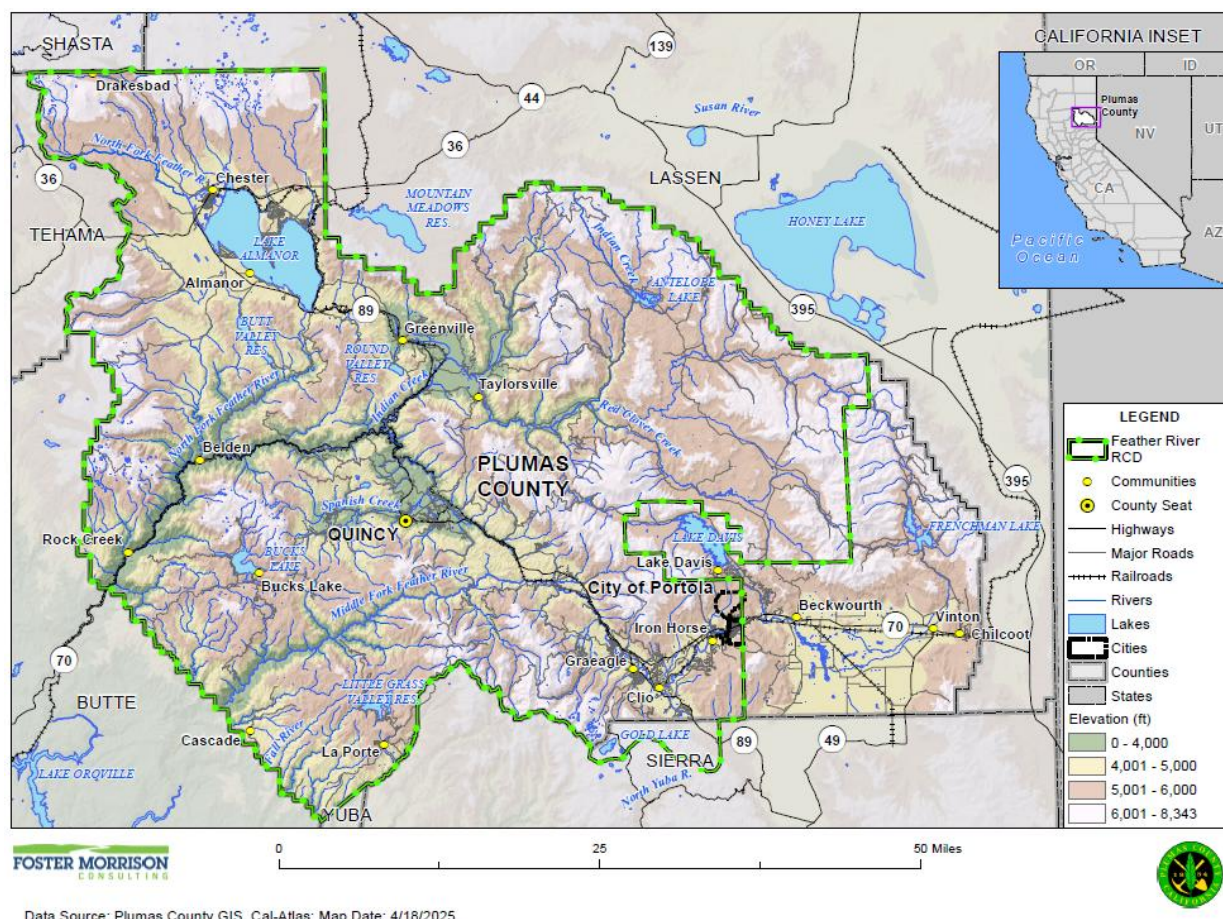 SHASTA
Drakesbad
North Fork Feather R.
Chester
36
TEHAMA
LAKE
ALMANOR
Almanor
139
44
36
Susan River
LASSEN
MOUNTAIN
MEADOWS
RES.
HONEY LAKE
Indian Creek
ANTELOPE
LAKE
395
89
Greenville
BUTT
VALLEY
RES.
ROUND
VALLEY
RES.
Taylorsville
Indian Creek
North Fork Feather River
Red Clover Creek
Belden
PLUMAS
COUNTY
Spanish Creek
QUINCY
Rock Creek
BUCKS
LAKE
Bucks Lake
Middle Fork Feather River
LAKE DAVIS
Lake Davis
City of Portola
FRENCHMAN LAKE
395
Beckwourth
Vinton
70
Chilcoot
Iron Horse
Graeagle
Clio
70
BUTTE
LITTLE GRASS
VALLEY RES.
Cascade
Fall River
La Porte
GOLD LAKE
89
49
SIERRA
North Yuba R.
LAKE OROVILLE
YUBA
CALIFORNIA INSET
OR
ID
Plumas
County
NV
UT
CA
AZ
Pacific
Ocean
LEGEND
Feather River
RCD
Communities
County Seat
Highways
Major Roads
Railroads
Rivers
Lakes
Cities
Counties
States
Elevation (ft)
0 - 4,000
4,001 - 5,000
5,001 - 6,000
6,001 - 8,343
FOSTER MORRISON
CONSULTING
0
25
50 Miles
PLUMAS COUNTY
1854
CALIFORNIA
Data Source: Plumas County GIS, Cal-Atlas; Map Date: 4/18/2025